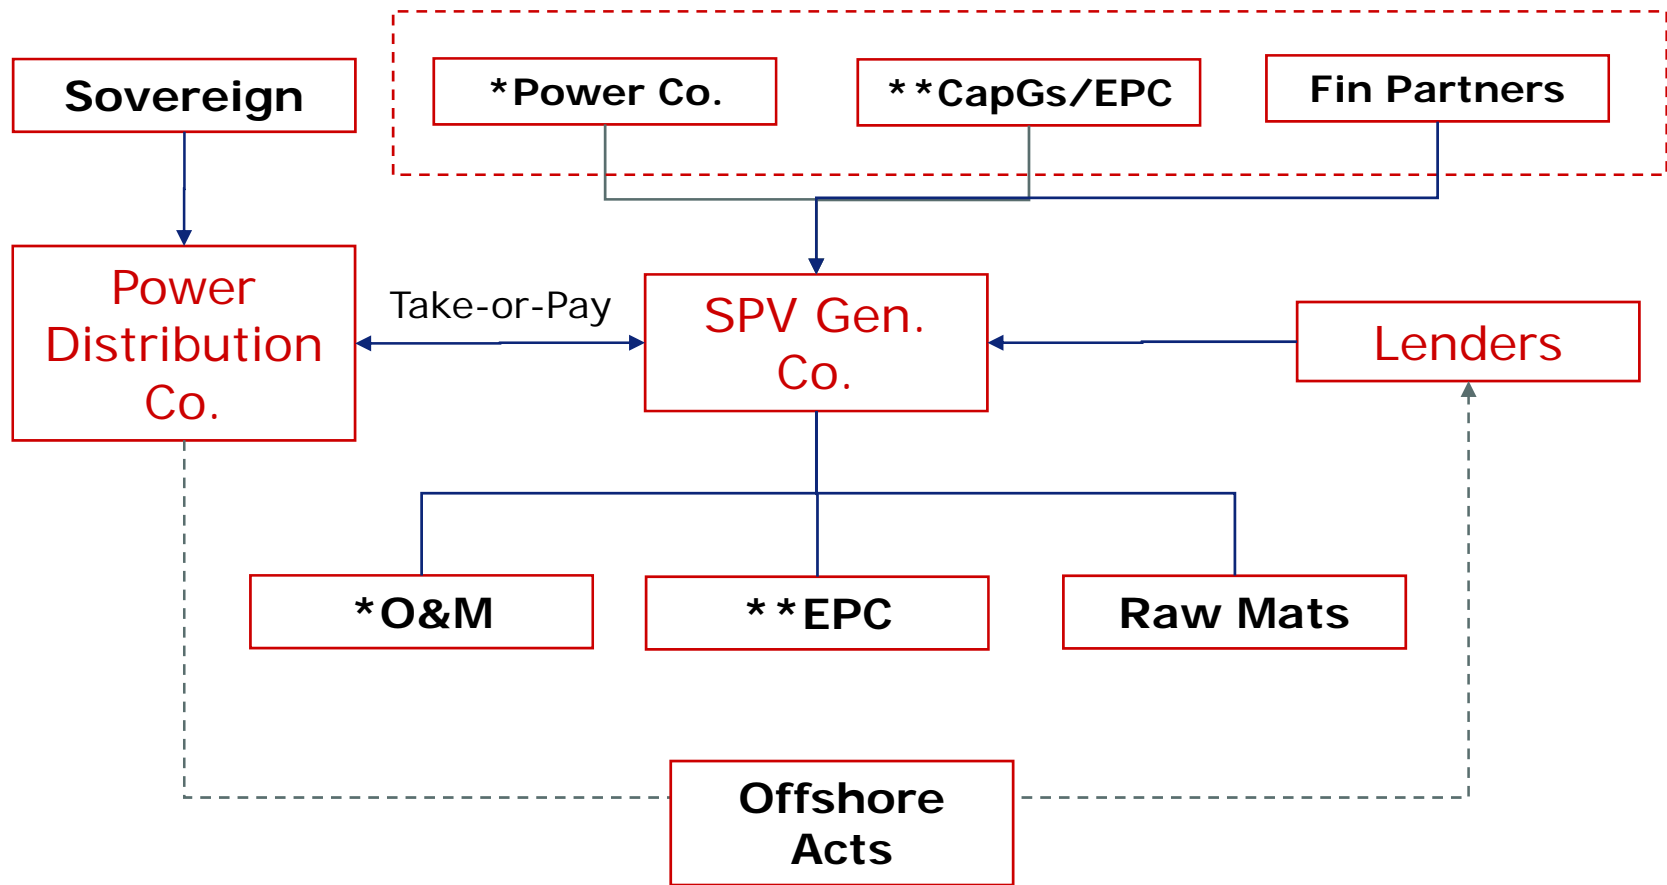 Sovereign
*Power Co.
**CapGs/EPC
Fin Partners
Power
Distribution
Co.
Take-or-Pay
SPV Gen.
Co.
Lenders
*O&M
**EPC
Raw Mats
Offshore
Acts